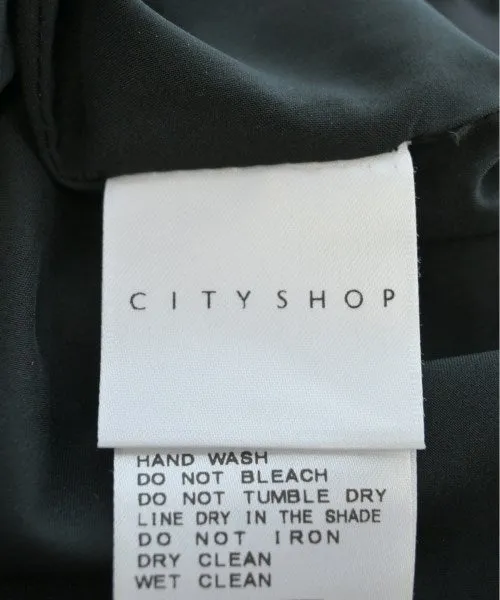 CITYSHOP
HAND WASH
DO NOT BLEACH
DO NOT TUMBLE DRY
LINE DRY IN THE SHADE
DO NOT IRON
DRY CLEAN
WET CLEAN